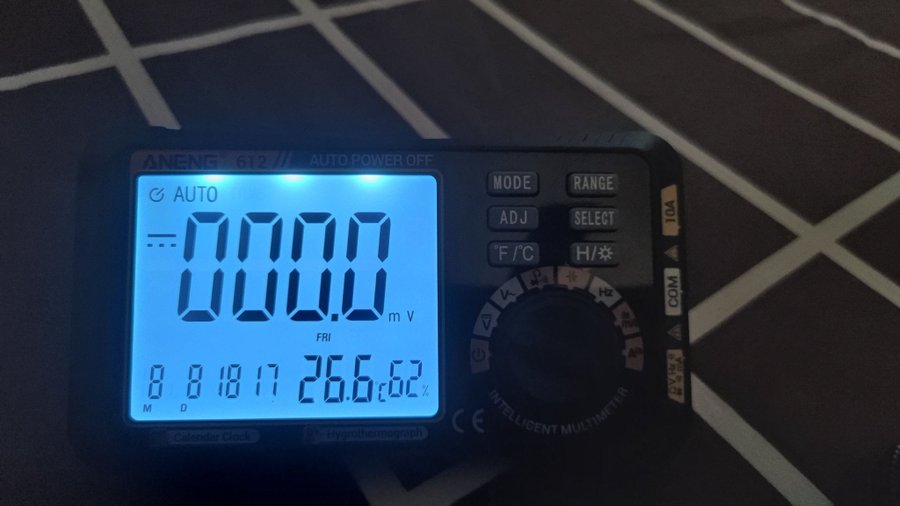 ANENG 612 AUTO POWER OFF
AUTO
000.0 mV
FRI
8 8 18 17 26.6℃ 62%
M D
Calendar Clock Hygrothermograph
MODE RANGE
ADJ SELECT
°F/°C H/☼
V Hz
INTELLIGENT MULTIMETER
CE
10A
COM